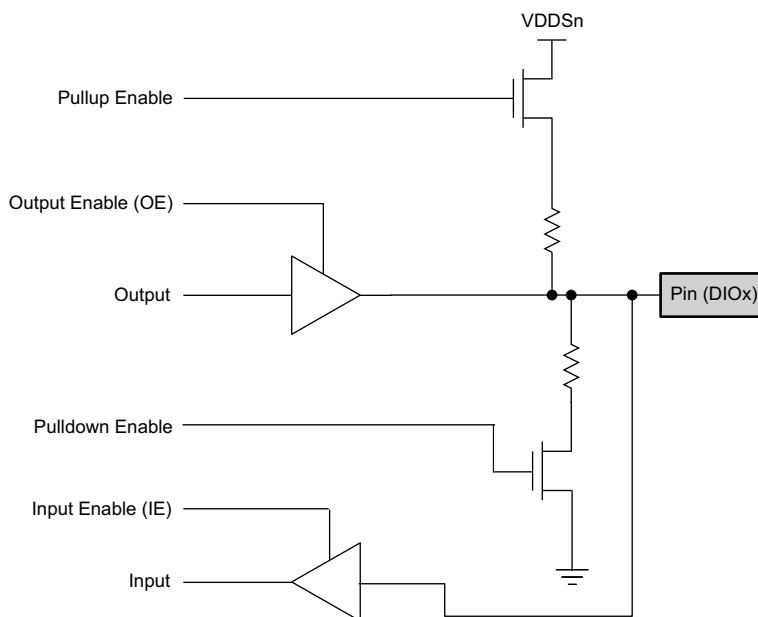 VDDSn
Pullup Enable
Output Enable (OE)
Output
Pin (DIOx)
Pulldown Enable
Input Enable (IE)
Input